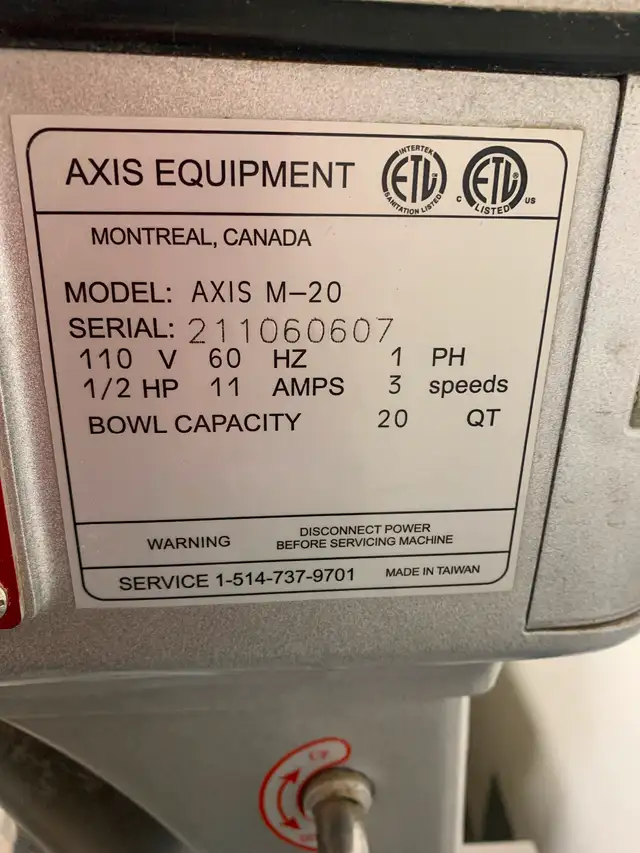 AXIS EQUIPMENT
INTERTEK
ETL
SANITATION LISTED
C ETL US
LISTED
MONTREAL, CANADA
MODEL: AXIS M-20
SERIAL: 211060607
110 V 60 HZ 1 PH
1/2 HP 11 AMPS 3 speeds
BOWL CAPACITY 20 QT
WARNING
DISCONNECT POWER
BEFORE SERVICING MACHINE
SERVICE 1-514-737-9701 MADE IN TAIWAN
UP